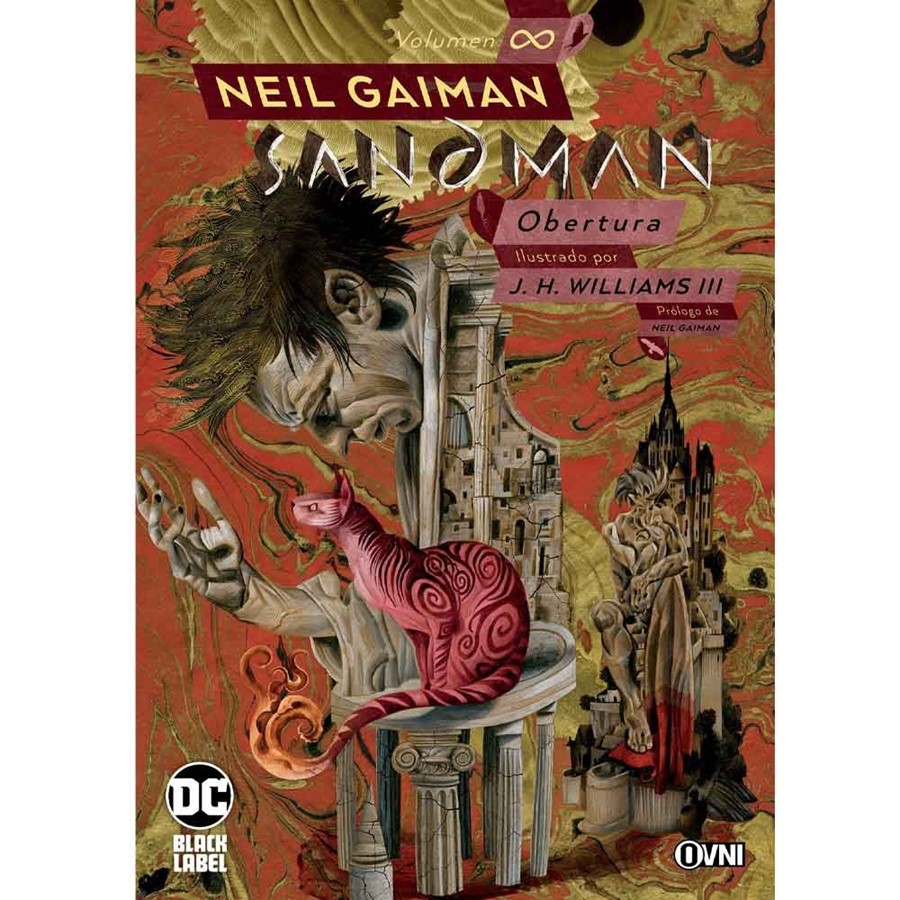 Volumen ∞
NEIL GAIMAN
SANDMAN
Obertura
Ilustrado por
J. H. WILLIAMS III
Prólogo de
NEIL GAIMAN
DC
BLACK
LABEL
OVNI